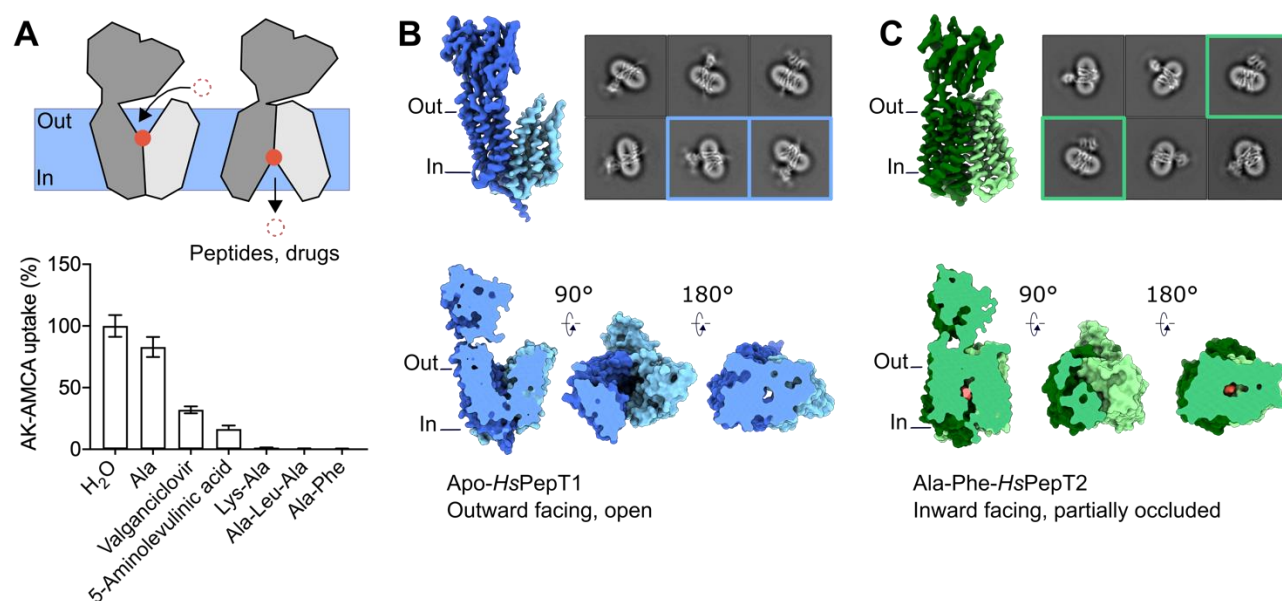 A
Out
In
Peptides, drugs
AK-AMCA uptake (%)
150
100
50
0
H₂O
Ala
Valganciclovir
5-Aminolevulinic acid
Lys-Ala
Ala-Leu-Ala
Ala-Phe
B
Out
In
90°
180°
Out
In
Apo-HsPepT1
Outward facing, open
C
Out
In
90°
180°
Out
In
Ala-Phe-HsPepT2
Inward facing, partially occluded